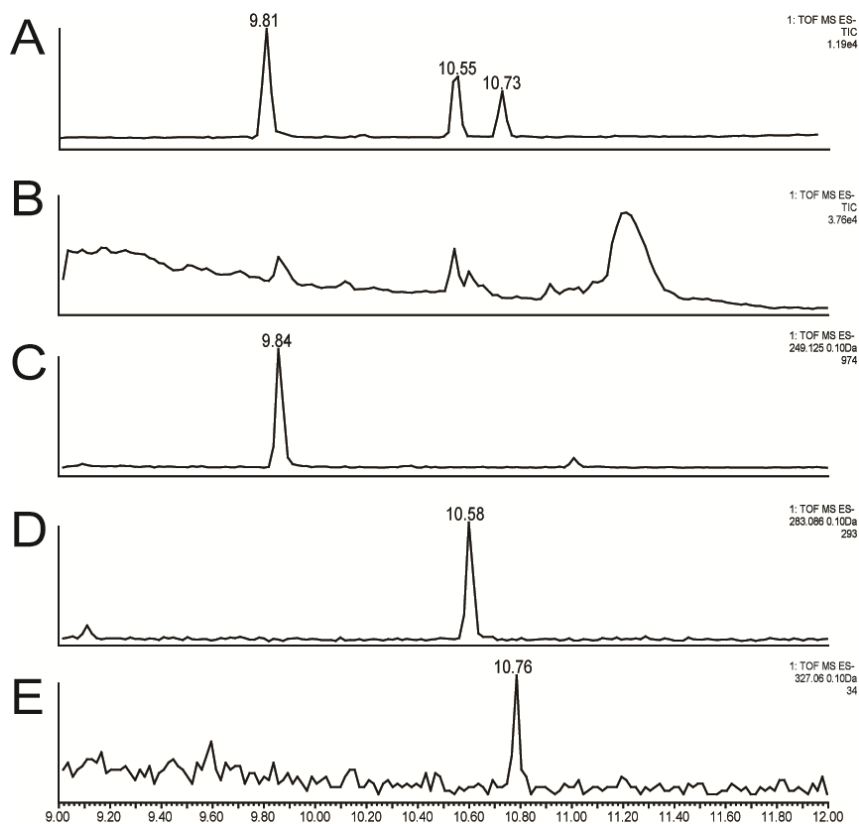 A
9.81
10.55
10.73
1: TOF MS ES-
TIC
1.19e4
B
1: TOF MS ES-
TIC
3.76e4
C
9.84
1: TOF MS ES-
249.125 0.10Da
974
D
10.58
1: TOF MS ES-
283.086 0.10Da
293
E
10.76
1: TOF MS ES-
327.06 0.10Da
34
9.00 9.20 9.40 9.60 9.80 10.00 10.20 10.40 10.60 10.80 11.00 11.20 11.40 11.60 11.80 12.00